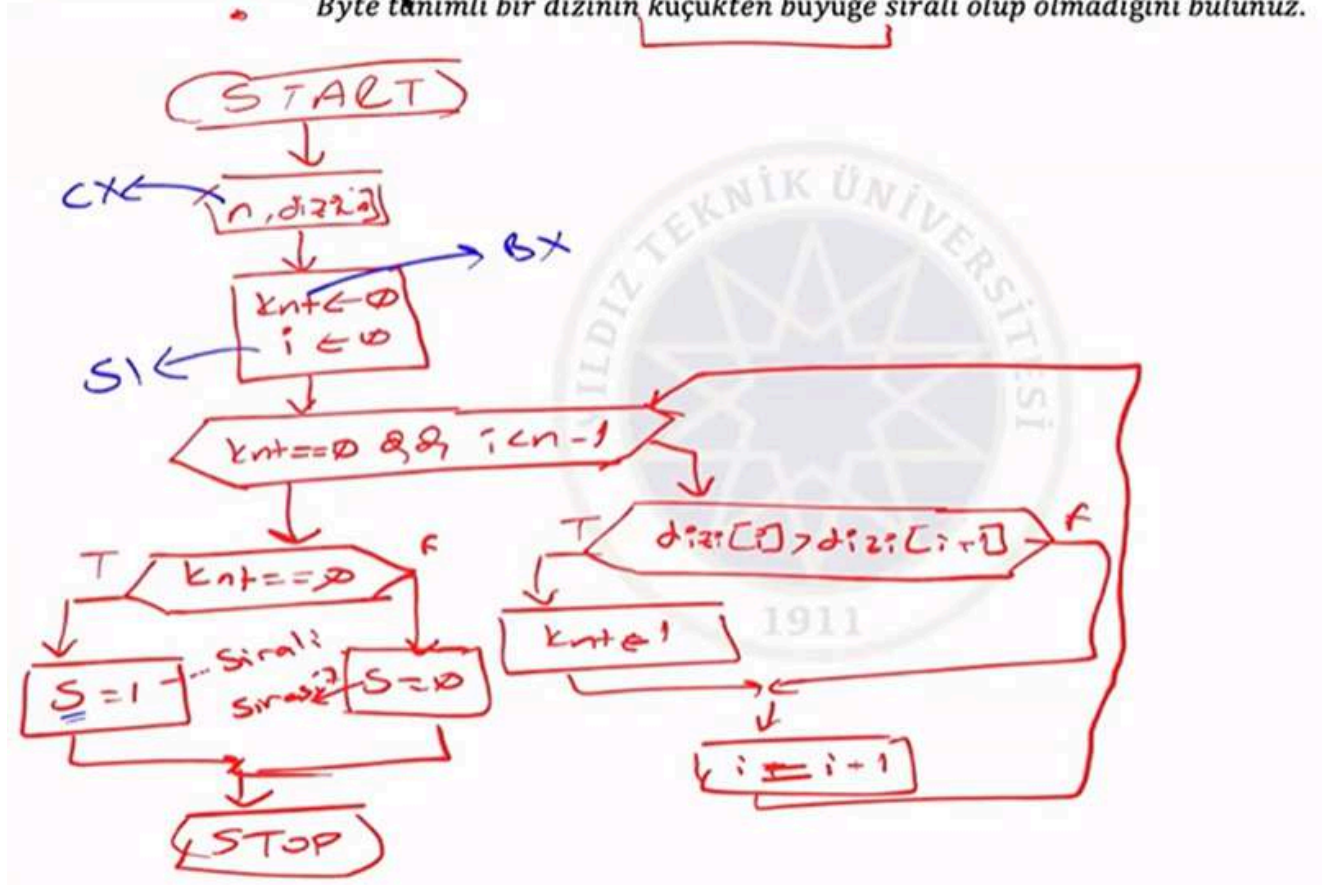 Byte tanımlı bir dizinin küçükten büyüğe sıralı olup olmadığını bulunuz.
START
CX
n, dizi[]
BX
knt ← 0
i ← 0
SI
knt==0 && i<n-1
T
dizi[i] > dizi[i+1]
F
T
knt==0
F
knt ← 1
1911
S=1
Sıralı
Sırasız
S=0
i = i+1
STOP
YILDIZ TEKNİK ÜNİVERSİTESİ